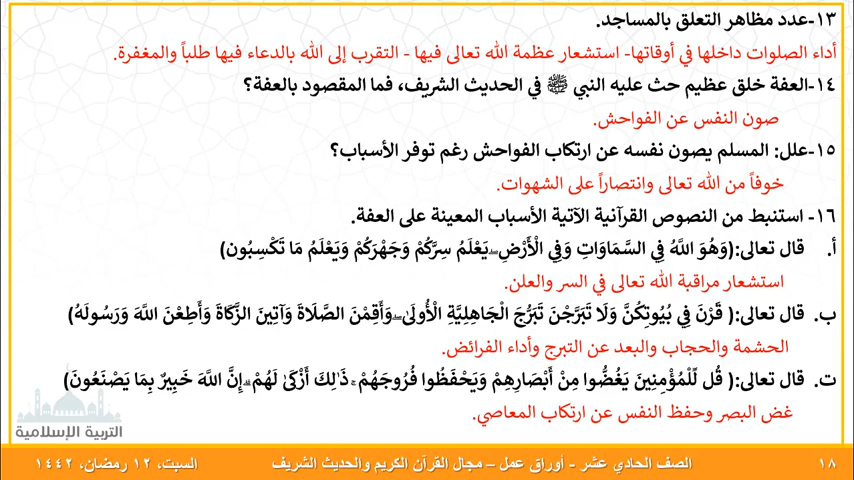 ١٣-عدد مظاهر التعلق بالمساجد.
أداء الصلوات داخلها في أوقاتها- استشعار عظمة الله تعالى فيها - التقرب إلى الله بالدعاء فيها طلباً والمغفرة.
١٤-العفة خلق عظيم حث عليه النبي ﷺ في الحديث الشريف، فما المقصود بالعفة؟
صون النفس عن الفواحش.
١٥-علل: المسلم يصون نفسه عن ارتكاب الفواحش رغم توفر الأسباب؟
خوفاً من الله تعالى وانتصاراً على الشهوات.
١٦- استنبط من النصوص القرآنية الآتية الأسباب المعينة على العفة.
أ. قال تعالى:(وَهُوَ اللَّهُ فِي السَّمَاوَاتِ وَفِي الْأَرْضِ ۖ يَعْلَمُ سِرَّكُمْ وَجَهْرَكُمْ وَيَعْلَمُ مَا تَكْسِبُون)
استشعار مراقبة الله تعالى في السر والعلن.
ب. قال تعالى:( قَرْنَ فِي بُيُوتِكُنَّ وَلَا تَبَرَّجْنَ تَبَرُّجَ الْجَاهِلِيَّةِ الْأُولَىٰ ۖ وَأَقِمْنَ الصَّلَاةَ وَآتِينَ الزَّكَاةَ وَأَطِعْنَ اللَّهَ وَرَسُولَهُ)
الحشمة والحجاب والبعد عن التبرج وأداء الفرائض.
ت. قال تعالى:( قُل لِّلْمُؤْمِنِينَ يَغُضُّوا مِنْ أَبْصَارِهِمْ وَيَحْفَظُوا فُرُوجَهُمْ ۚ ذَٰلِكَ أَزْكَىٰ لَهُمْ ۗ إِنَّ اللَّهَ خَبِيرٌ بِمَا يَصْنَعُونَ)
غض البصر وحفظ النفس عن ارتكاب المعاصي.
التربية الإسلامية
١٨ الصف الحادي عشر - أوراق عمل – مجال القرآن الكريم والحديث الشريف السبت، ١٢ رمضان، ١٤٤٢